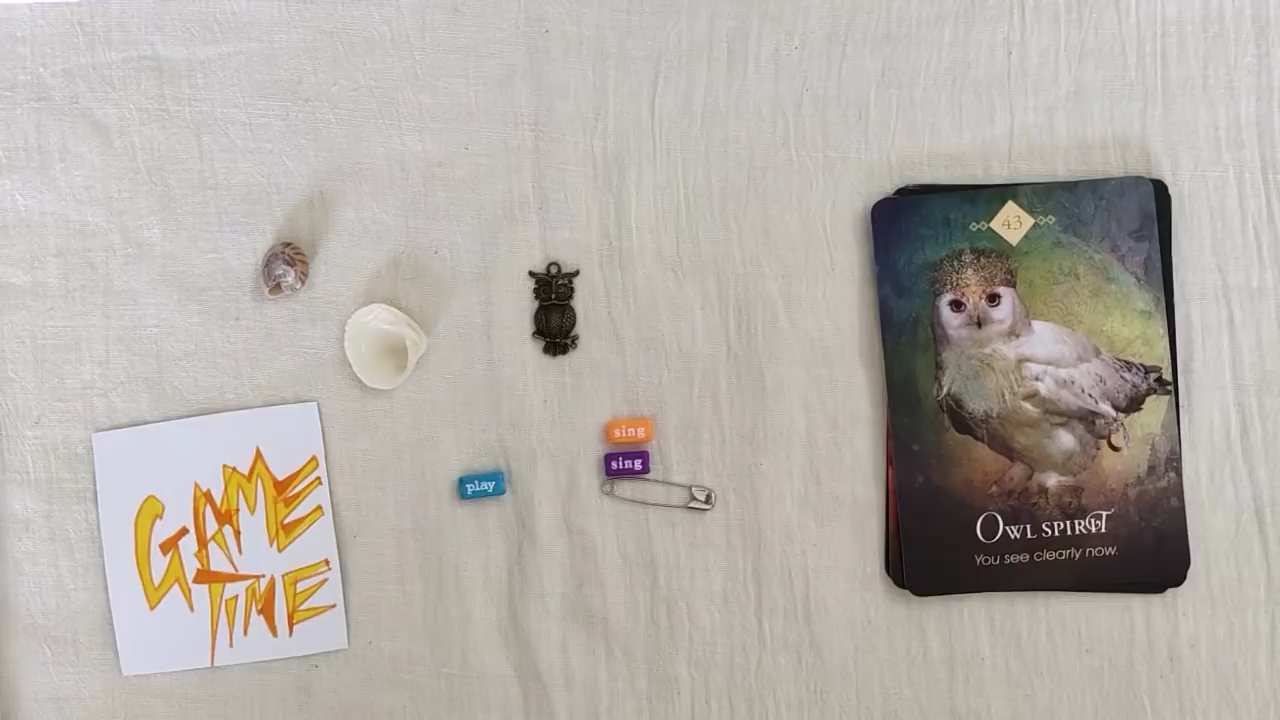 GAME
TIME
play
sing
sing
43
OWL SPIRIT
You see clearly now.